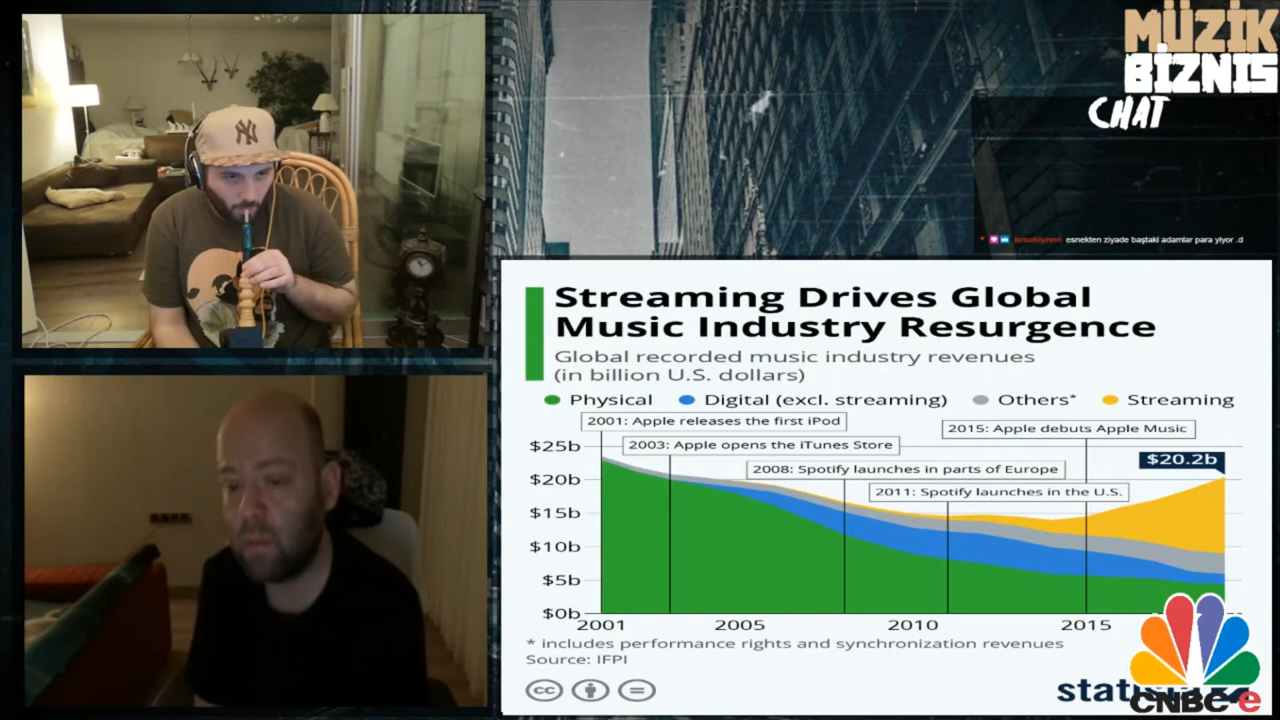 MÜZİK
BİZNIS
CHAT
NY
brooklyneri esnekten ziyade baştaki adamlar para yiyor .d
Streaming Drives Global
Music Industry Resurgence
Global recorded music industry revenues
(in billion U.S. dollars)
Physical Digital (excl. streaming) Others* Streaming
2001: Apple releases the first iPod
2015: Apple debuts Apple Music
2003: Apple opens the iTunes Store
$25b
$20.2b
2008: Spotify launches in parts of Europe
$20b
2011: Spotify launches in the U.S.
$15b
$10b
$5b
$0b
2001 2005 2010 2015
* includes performance rights and synchronization revenues
Source: IFPI
cc
CNBC-e